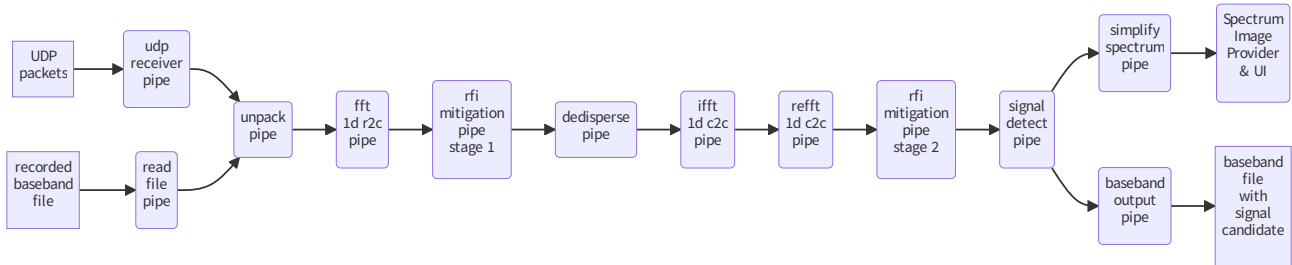 UDP
packets
udp
receiver
pipe
recorded
baseband
file
read
file
pipe
unpack
pipe
fft
1d r2c
pipe
rfi
mitigation
pipe
stage 1
dedisperse
pipe
ifft
1d c2c
pipe
refft
1d c2c
pipe
rfi
mitigation
pipe
stage 2
signal
detect
pipe
simplify
spectrum
pipe
Spectrum
Image
Provider
& UI
baseband
output
pipe
baseband
file
with
signal
candidate